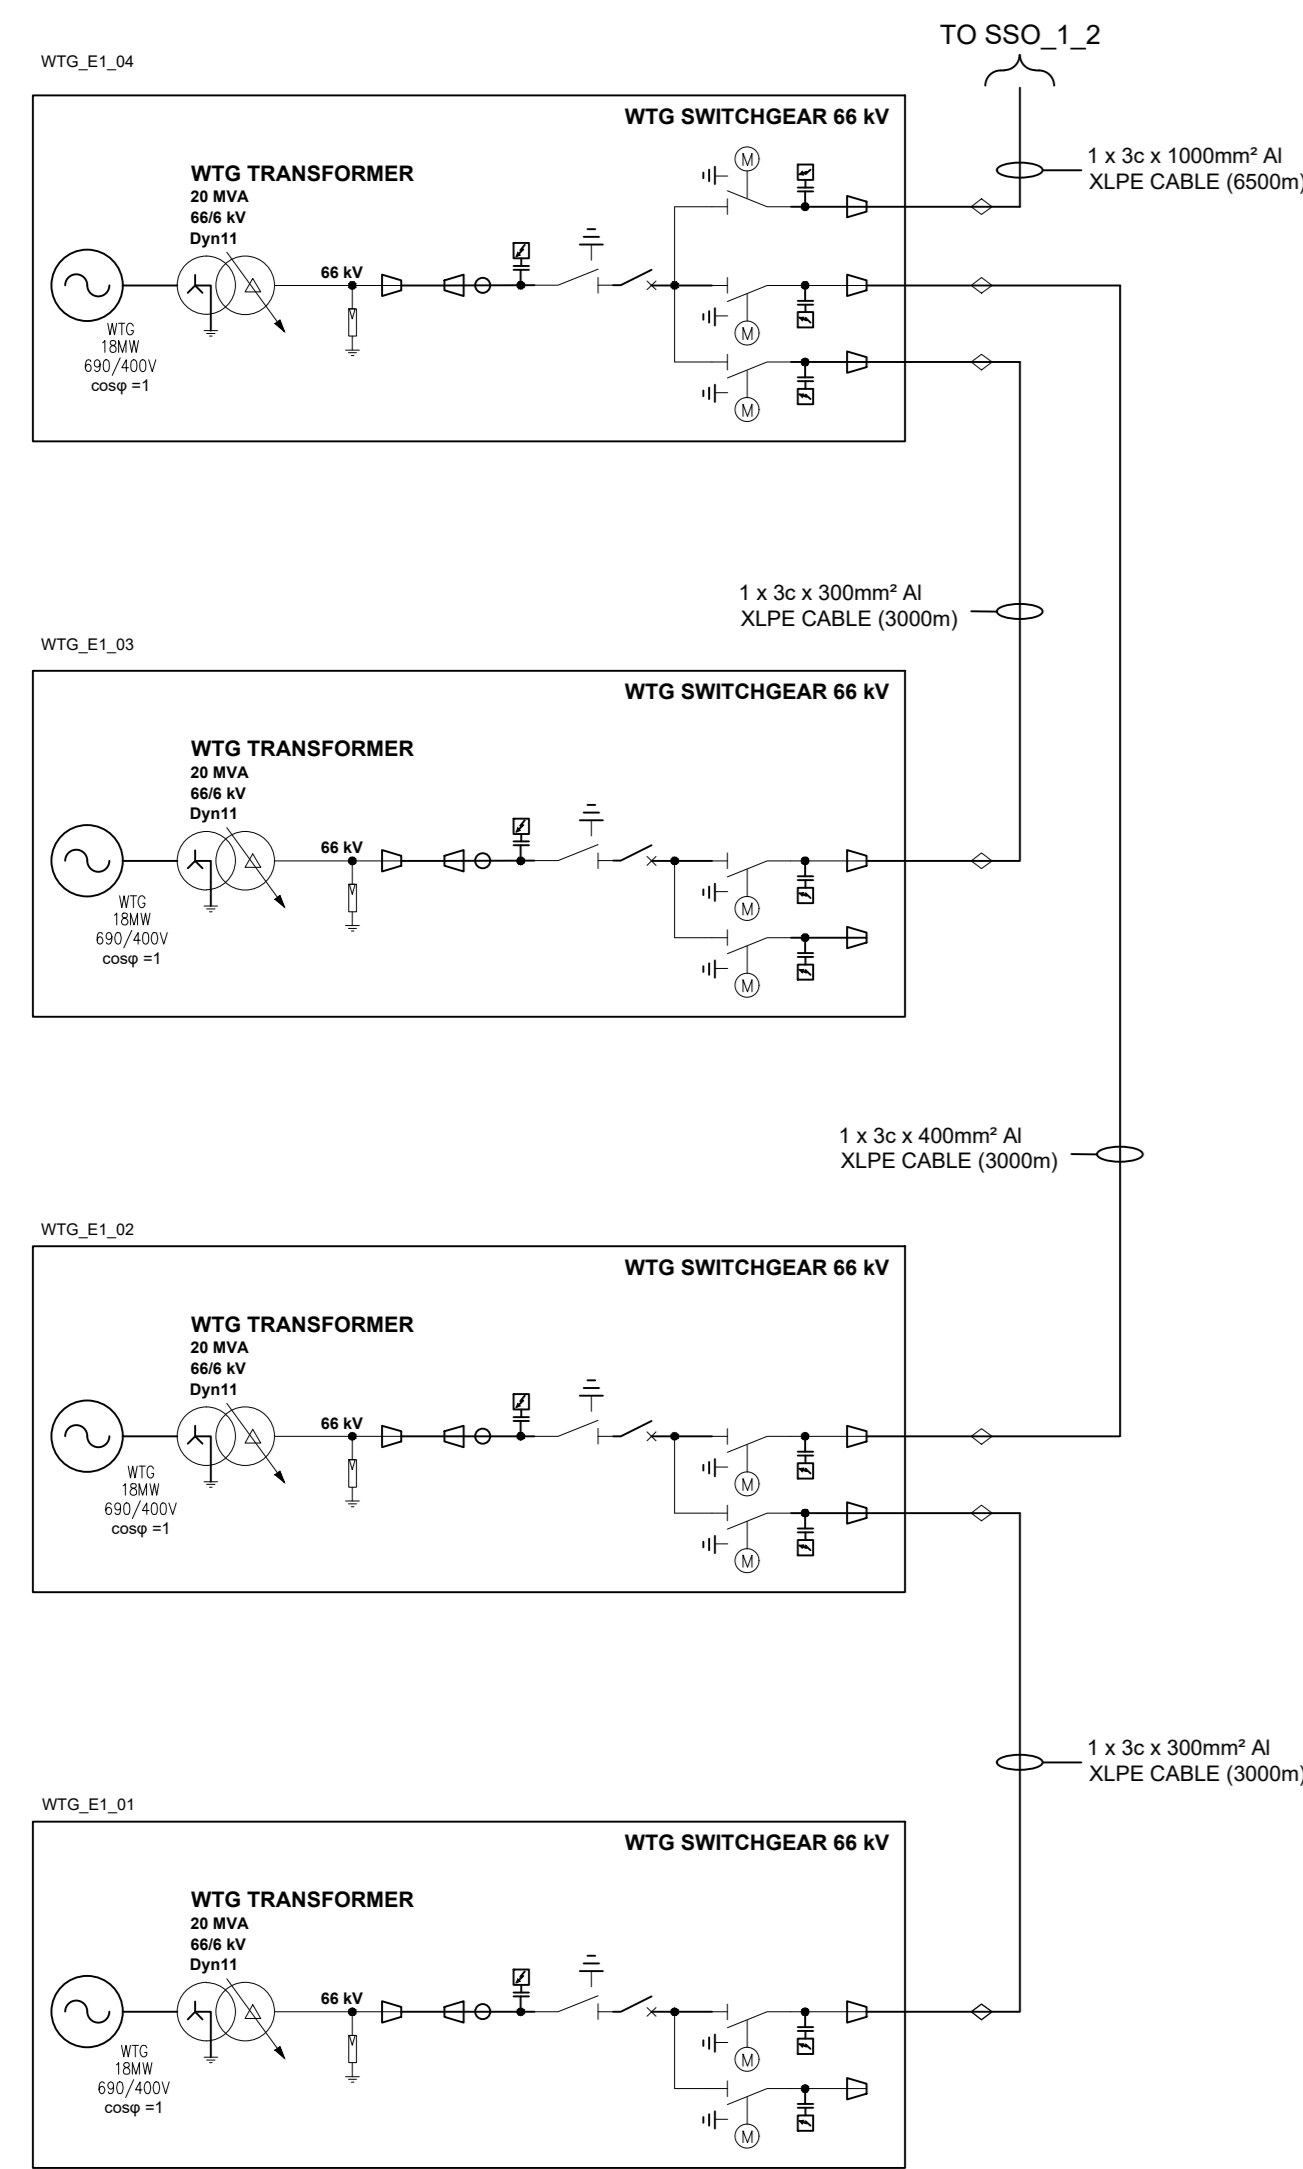 TO SSO_1_2
WTG_E1_04
WTG SWITCHGEAR 66 kV
1 x 3c x 1000mm² Al
XLPE CABLE (6500m)
WTG TRANSFORMER
20 MVA
66/6 kV
Dyn11
M
66 kV
M
M
WTG
18MW
690/400V
cosφ =1
1 x 3c x 300mm² Al
XLPE CABLE (3000m)
WTG_E1_03
WTG SWITCHGEAR 66 kV
WTG TRANSFORMER
20 MVA
66/6 kV
Dyn11
66 kV
M
M
WTG
18MW
690/400V
cosφ =1
1 x 3c x 400mm² Al
XLPE CABLE (3000m)
WTG_E1_02
WTG SWITCHGEAR 66 kV
WTG TRANSFORMER
20 MVA
66/6 kV
Dyn11
66 kV
M
M
WTG
18MW
690/400V
cosφ =1
1 x 3c x 300mm² Al
XLPE CABLE (3000m)
WTG_E1_01
WTG SWITCHGEAR 66 kV
WTG TRANSFORMER
20 MVA
66/6 kV
Dyn11
66 kV
M
M
WTG
18MW
690/400V
cosφ =1